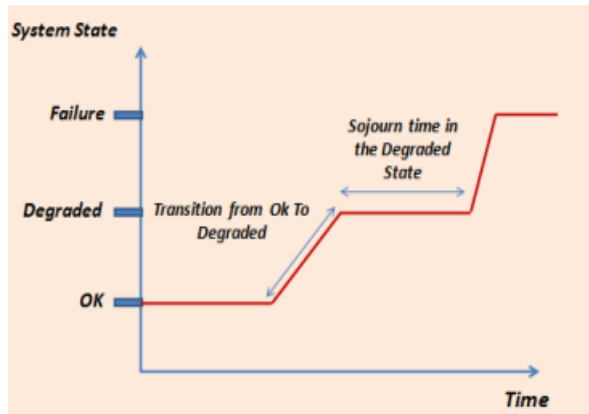 System State
Failure
Sojourn time in
the Degraded
State
Degraded
Transition from Ok To
Degraded
OK
Time